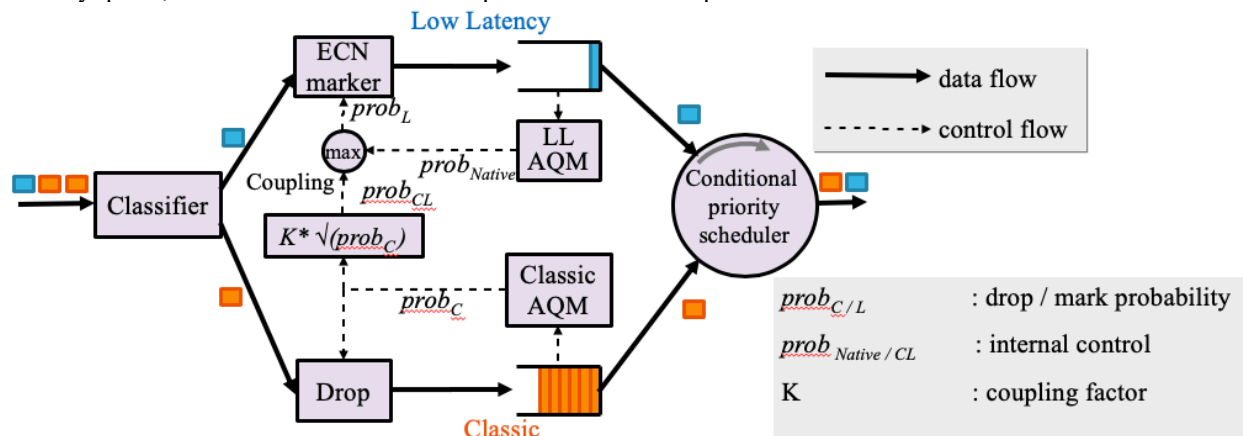 Low Latency
ECN
marker
data flow
control flow
prob_L
max
LL
AQM
prob_Native
Coupling
prob_CL
Classifier
Conditional
priority
scheduler
K* √(prob_C)
Classic
AQM
prob_C
prob_C/L : drop / mark probability
prob_Native/CL : internal control
K : coupling factor
Drop
Classic